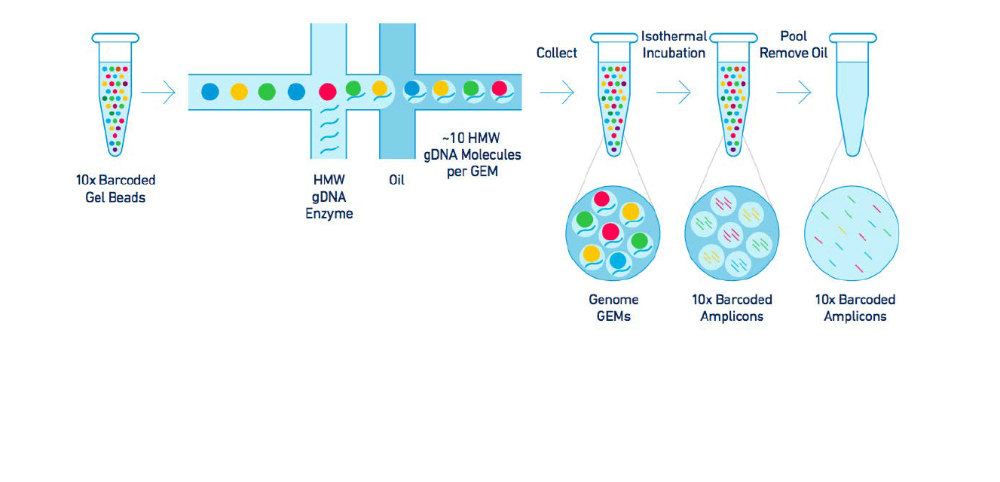 10x Barcoded
Gel Beads
HMW
gDNA
Enzyme
Oil
~10 HMW
gDNA Molecules
per GEM
Collect
Isothermal
Incubation
Pool
Remove Oil
Genome
GEMs
10x Barcoded
Amplicons
10x Barcoded
Amplicons